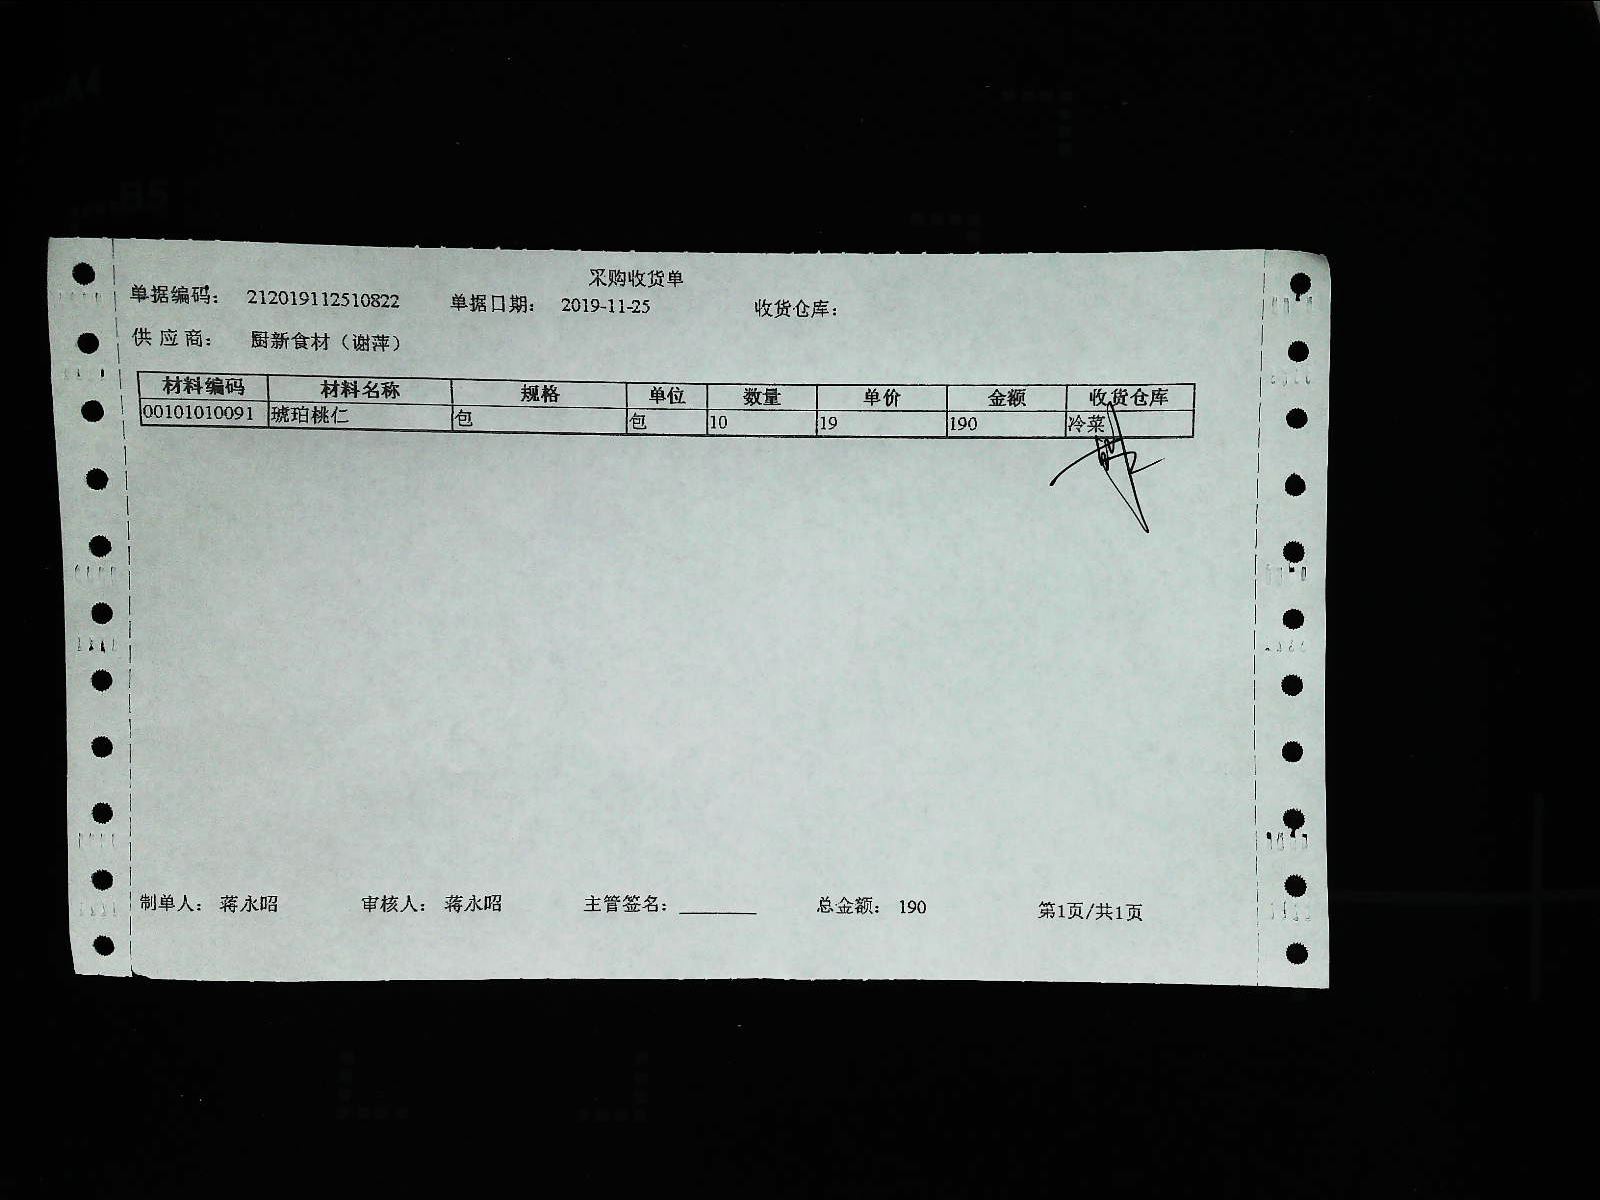 采购收货单
单据编码： 212019112510822 单据日期： 2019-11-25 收货仓库：
供应商： 厨新食材（谢萍）
材料编码 材料名称 规格 单位 数量 单价 金额 收货仓库
00101010091 琥珀桃仁 包 包 10 19 190 冷菜
制单人： 蒋永昭 审核人： 蒋永昭 主管签名：________ 总金额： 190 第1页/共1页